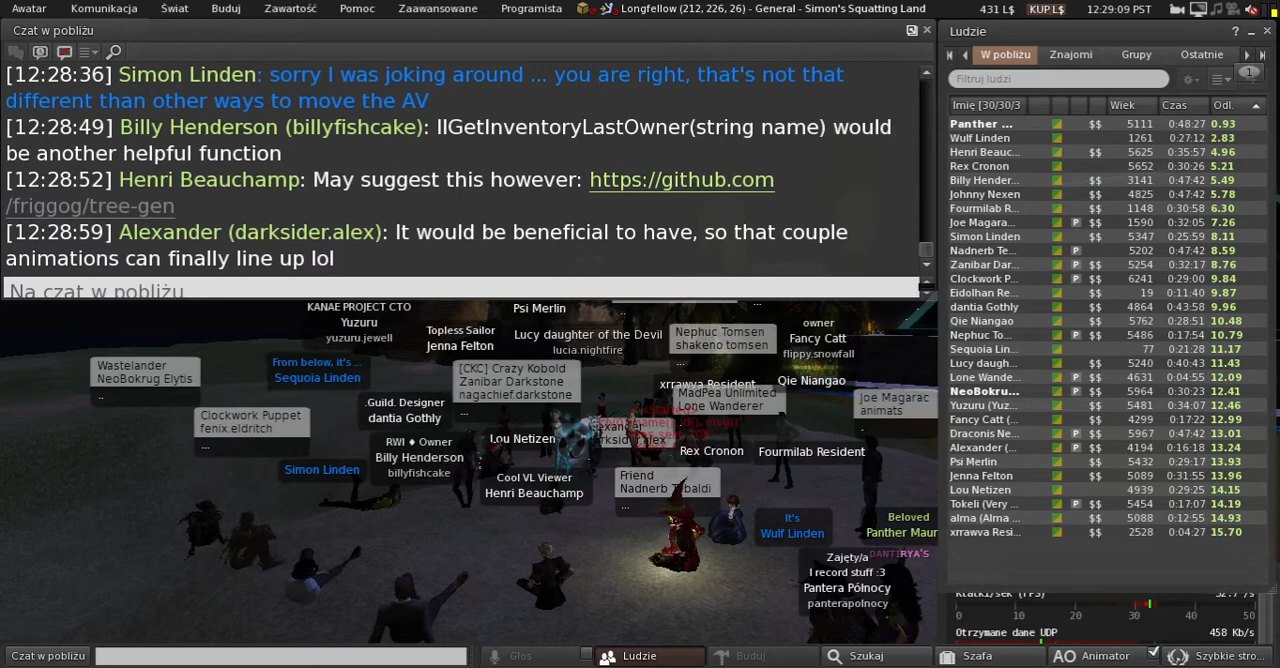 Awatar Komunikacja Świat Buduj Zawartość Pomoc Zaawansowane Programista Longfellow (212, 226, 26) - General - Simon's Squatting Land 431 L$ KUP L$ 12:29:09 PST
Czat w pobliżu
[12:28:36] Simon Linden: sorry I was joking around ... you are right, that's not that
different than other ways to move the AV
[12:28:49] Billy Henderson (billyfishcake): llGetInventoryLastOwner(string name) would
be another helpful function
[12:28:52] Henri Beauchamp: May suggest this however: https://github.com
/friggog/tree-gen
[12:28:59] Alexander (darksider.alex): It would be beneficial to have, so that couple
animations can finally line up lol
Na czat w pobliżu
KANAE PROJECT CTO
Yuzuru
yuzuru.jewell
Psi Merlin
Topless Sailor
Jenna Felton
Lucy daughter of the Devil
lucia.nightfire
Nephuc Tomsen
shakeno.tomsen
...
owner
Fancy Catt
flippy.snowfall
Wastelander
NeoBokrug Elytis
..
From below, it's ...
Sequoia Linden
[CKC] Crazy Kobold
Zanibar Darkstone
nagachief.darkstone
...
xrrawva Resident
MadPea Unlimited
Lone Wanderer
Qie Niangao
Joe Magarac
animats
.
Clockwork Puppet
fenix.eldritch
...
.Guild. Designer
dantia Gothly
RWI ♦ Owner
Billy Henderson
billyfishcake
Lou Netizen
Rex Cronon
Fourmilab Resident
Simon Linden
Cool VL Viewer
Henri Beauchamp
Friend
Nadnerb Tebaldi
...
It's
Wulf Linden
Beloved
Panther Maur
DANTIRYA'S
Zajęty/a
I record stuff :3
Pantera Północy
panterapolnocy
Ludzie ?
W pobliżu Znajomi Grupy Ostatnie
Filtruj ludzi 1
Imię [30/30/3 Wiek Czas Odl.
Panther ... $$ 5111 0:48:27 0.93
Wulf Linden 1261 0:27:12 2.83
Henri Beauc... $$ 5625 0:35:57 4.96
Rex Cronon 5552 0:30:26 5.21
Billy Hender... $$ 3141 0:47:42 5.49
Johnny Nexen $$ 4825 0:47:42 5.78
Fourmilab R... $$ 1148 0:30:58 6.30
Joe Magara... P $$ 1590 0:32:05 7.26
Simon Linden $$ 5347 0:25:59 8.11
Nadnerb Te... P 5202 0:47:42 8.59
Zanibar Dar... P $$ 5254 0:32:17 8.76
Clockwork P... P $$ 6241 0:29:00 9.84
Eidolhan Re... $$ 19 0:11:40 9.87
dantia Gothly $$ 4864 0:43:58 9.96
Qie Niangao $$ 5762 0:28:51 10.48
Nephuc To... P $$ 5486 0:17:54 10.79
Sequoia Lin... 77 0:21:28 11.17
Lucy daugh... $$ 5240 0:40:43 11.43
Lone Wande... P $$ 4631 0:04:55 12.09
NeoBokru... P $$ 5964 0:30:23 12.41
Yuzuru (Yuz... $$ 5481 0:34:07 12.46
Fancy Catt (... $$ 4299 0:17:22 12.99
Draconis Ne... P $$ 5967 0:47:42 13.01
Alexander (... P $$ 4194 0:16:18 13.24
Psi Merlin $$ 5432 0:29:17 13.93
Jenna Felton $$ 5089 0:31:55 13.96
Lou Netizen 4939 0:29:25 14.15
Tokeli (Very ... P $$ 5454 0:17:07 14.19
alma (Alma ... $$ 5088 0:12:55 14.93
xrrawva Resi... $$ 2528 0:04:27 15.70
0 10 20 30 40 50
Otrzymane dane UDP 458 Kb/s
Czat w pobliżu Głos Ludzie Buduj Szukaj Szafa AO Animator Szybkie stro...